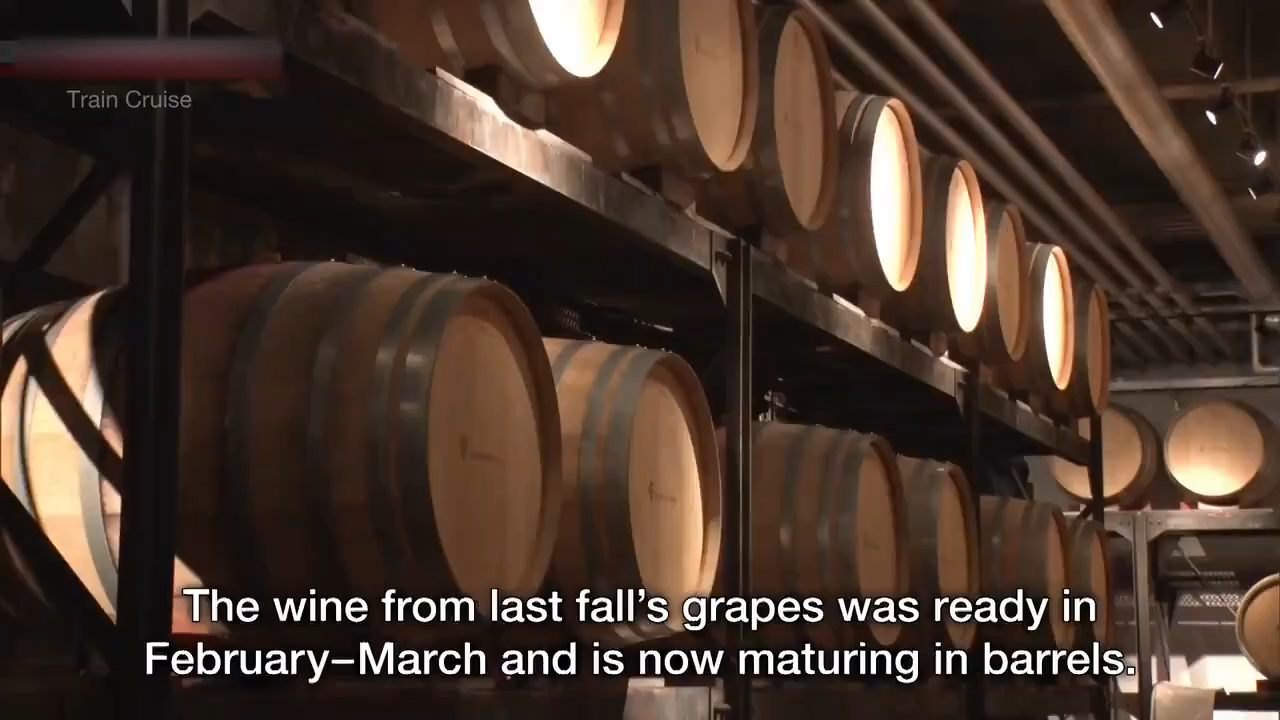 Train Cruise
The wine from last fall's grapes was ready in
February–March and is now maturing in barrels.